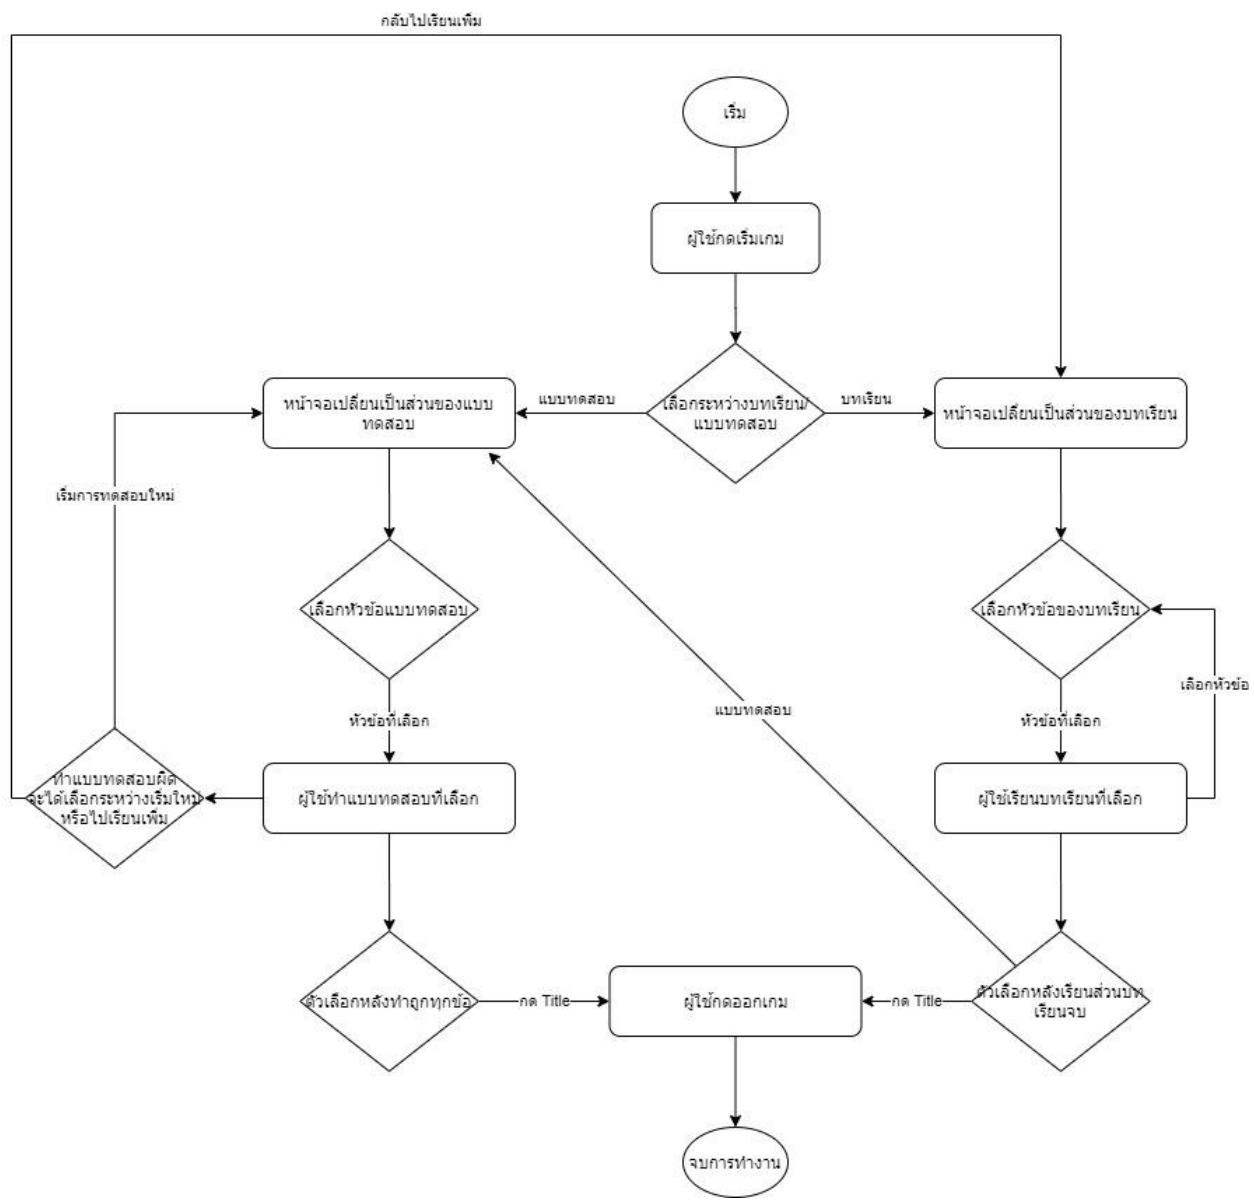 กลับไปเรียนเพิ่ม
เริ่ม
ผู้ใช้กดเริ่มเกม
หน้าจอเปลี่ยนเป็นส่วนของแบบ
ทดสอบ
แบบทดสอบ
เลือกระหว่างบทเรียน/
แบบทดสอบ
บทเรียน
หน้าจอเปลี่ยนเป็นส่วนของบทเรียน
เริ่มการทดสอบใหม่
เลือกหัวข้อแบบทดสอบ
เลือกหัวข้อของบทเรียน
เลือกหัวข้อ
แบบทดสอบ
หัวข้อที่เลือก
หัวข้อที่เลือก
ทำแบบทดสอบผิด
จะได้เลือกระหว่างเริ่มใหม่
หรือไปเรียนเพิ่ม
ผู้ใช้ทำแบบทดสอบที่เลือก
ผู้ใช้เรียนบทเรียนที่เลือก
ตัวเลือกหลังทำถูกทุกข้อ
กด Title
ผู้ใช้กดออกเกม
กด Title
ตัวเลือกหลังเรียนส่วนบท
เรียนจบ
จบการทำงาน